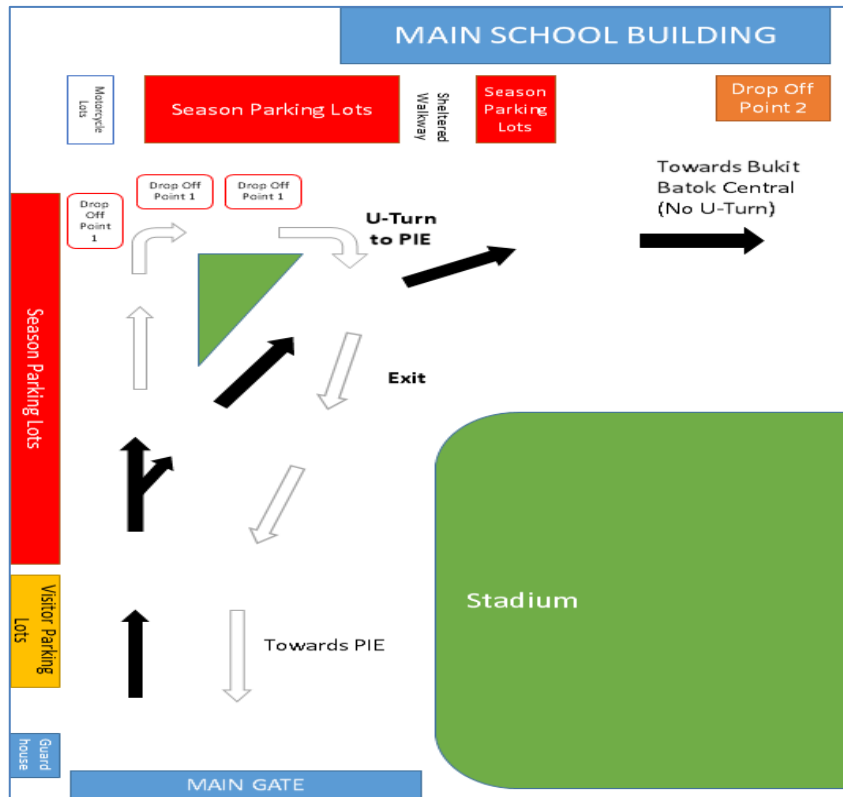 MAIN SCHOOL BUILDING
Motorcycle
Lots
Season Parking Lots
Sheltered
Walkway
Season
Parking
Lots
Drop Off
Point 2
Drop
Off
Point
1
Drop Off
Point 1
Drop Off
Point 1
U-Turn
to PIE
Towards Bukit
Batok Central
(No U-Turn)
Season Parking Lots
Exit
Visitor Parking
Lots
Stadium
Towards PIE
Guard
house
MAIN GATE